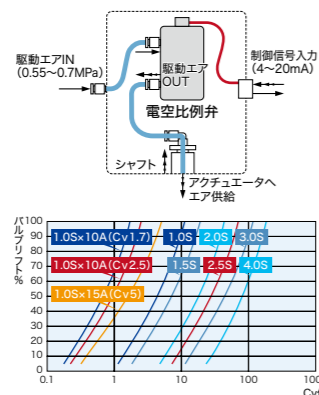 駆動エアIN
(0.55~0.7MPa)
駆動エア
OUT
電空比例弁
制御信号入力
(4~20mA)
シャフト
アクチュエータへ
エア供給
バルブリフト%
100
90
80
70
60
50
40
30
20
10
0
1.0S×10A(Cv1.7)
1.0S
2.0S
3.0S
1.0S×10A(Cv2.5)
1.5S
2.5S
4.0S
1.0S×15A(Cv5)
0.1
1
10
100
100